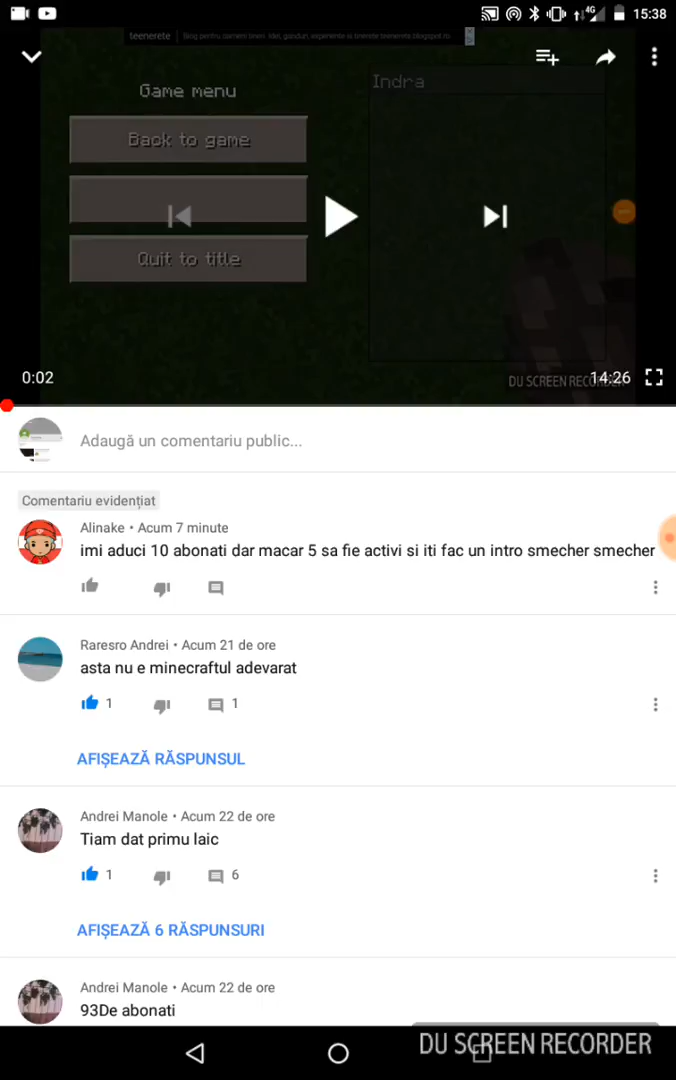 4G 15:38
teenerete
Game menu
Indra
Back to game
Quit to title
0:02
14:26
DU SCREEN RECORDER
Adaugă un comentariu public...
Comentariu evidențiat
Alinake • Acum 7 minute
imi aduci 10 abonati dar macar 5 sa fie activi si iti fac un intro smecher smecher
Raresro Andrei • Acum 21 de ore
asta nu e minecraftul adevarat
1 1
AFIȘEAZĂ RĂSPUNSUL
Andrei Manole • Acum 22 de ore
Tiam dat primu laic
1 6
AFIȘEAZĂ 6 RĂSPUNSURI
Andrei Manole • Acum 22 de ore
93De abonati
DU SCREEN RECORDER